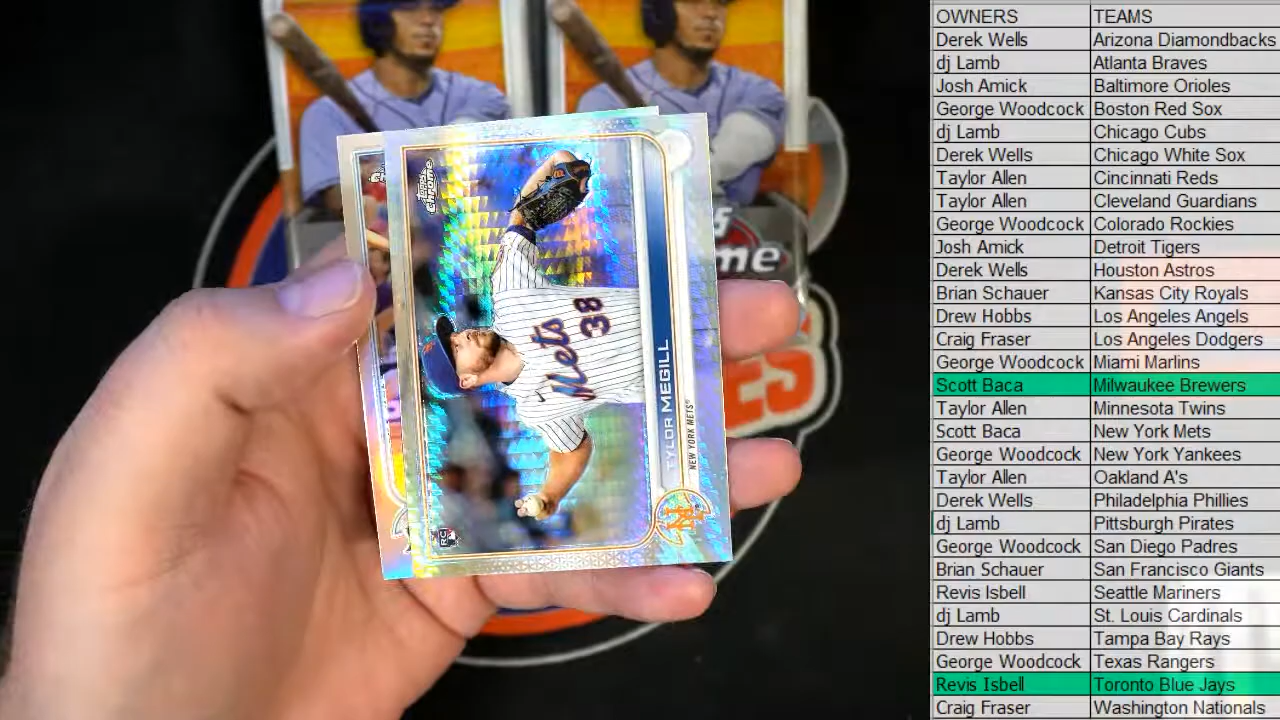 Topps
Chrome
Mets
38
TYLOR MEGILL
NEW YORK METS
RC
OWNERS TEAMS
Derek Wells Arizona Diamondbacks
dj Lamb Atlanta Braves
Josh Amick Baltimore Orioles
George Woodcock Boston Red Sox
dj Lamb Chicago Cubs
Derek Wells Chicago White Sox
Taylor Allen Cincinnati Reds
Taylor Allen Cleveland Guardians
George Woodcock Colorado Rockies
Josh Amick Detroit Tigers
Derek Wells Houston Astros
Brian Schauer Kansas City Royals
Drew Hobbs Los Angeles Angels
Craig Fraser Los Angeles Dodgers
George Woodcock Miami Marlins
Scott Baca Milwaukee Brewers
Taylor Allen Minnesota Twins
Scott Baca New York Mets
George Woodcock New York Yankees
Taylor Allen Oakland A's
Derek Wells Philadelphia Phillies
dj Lamb Pittsburgh Pirates
George Woodcock San Diego Padres
Brian Schauer San Francisco Giants
Revis Isbell Seattle Mariners
dj Lamb St. Louis Cardinals
Drew Hobbs Tampa Bay Rays
George Woodcock Texas Rangers
Revis Isbell Toronto Blue Jays
Craig Fraser Washington Nationals